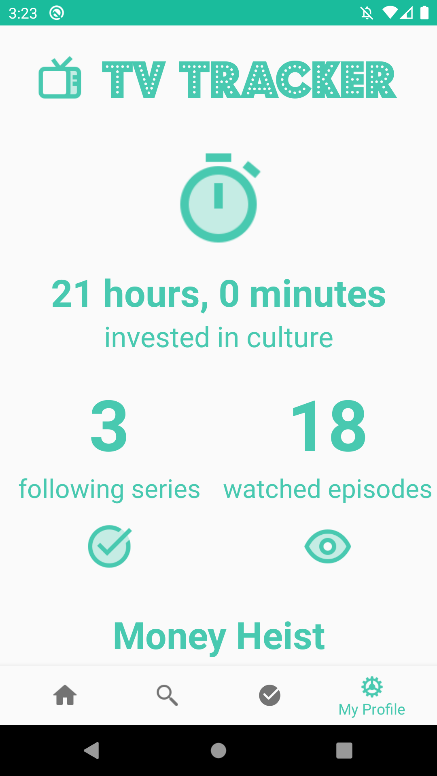 3:23
TV TRACKER
21 hours, 0 minutes
invested in culture
3
following series
18
watched episodes
Money Heist
My Profile